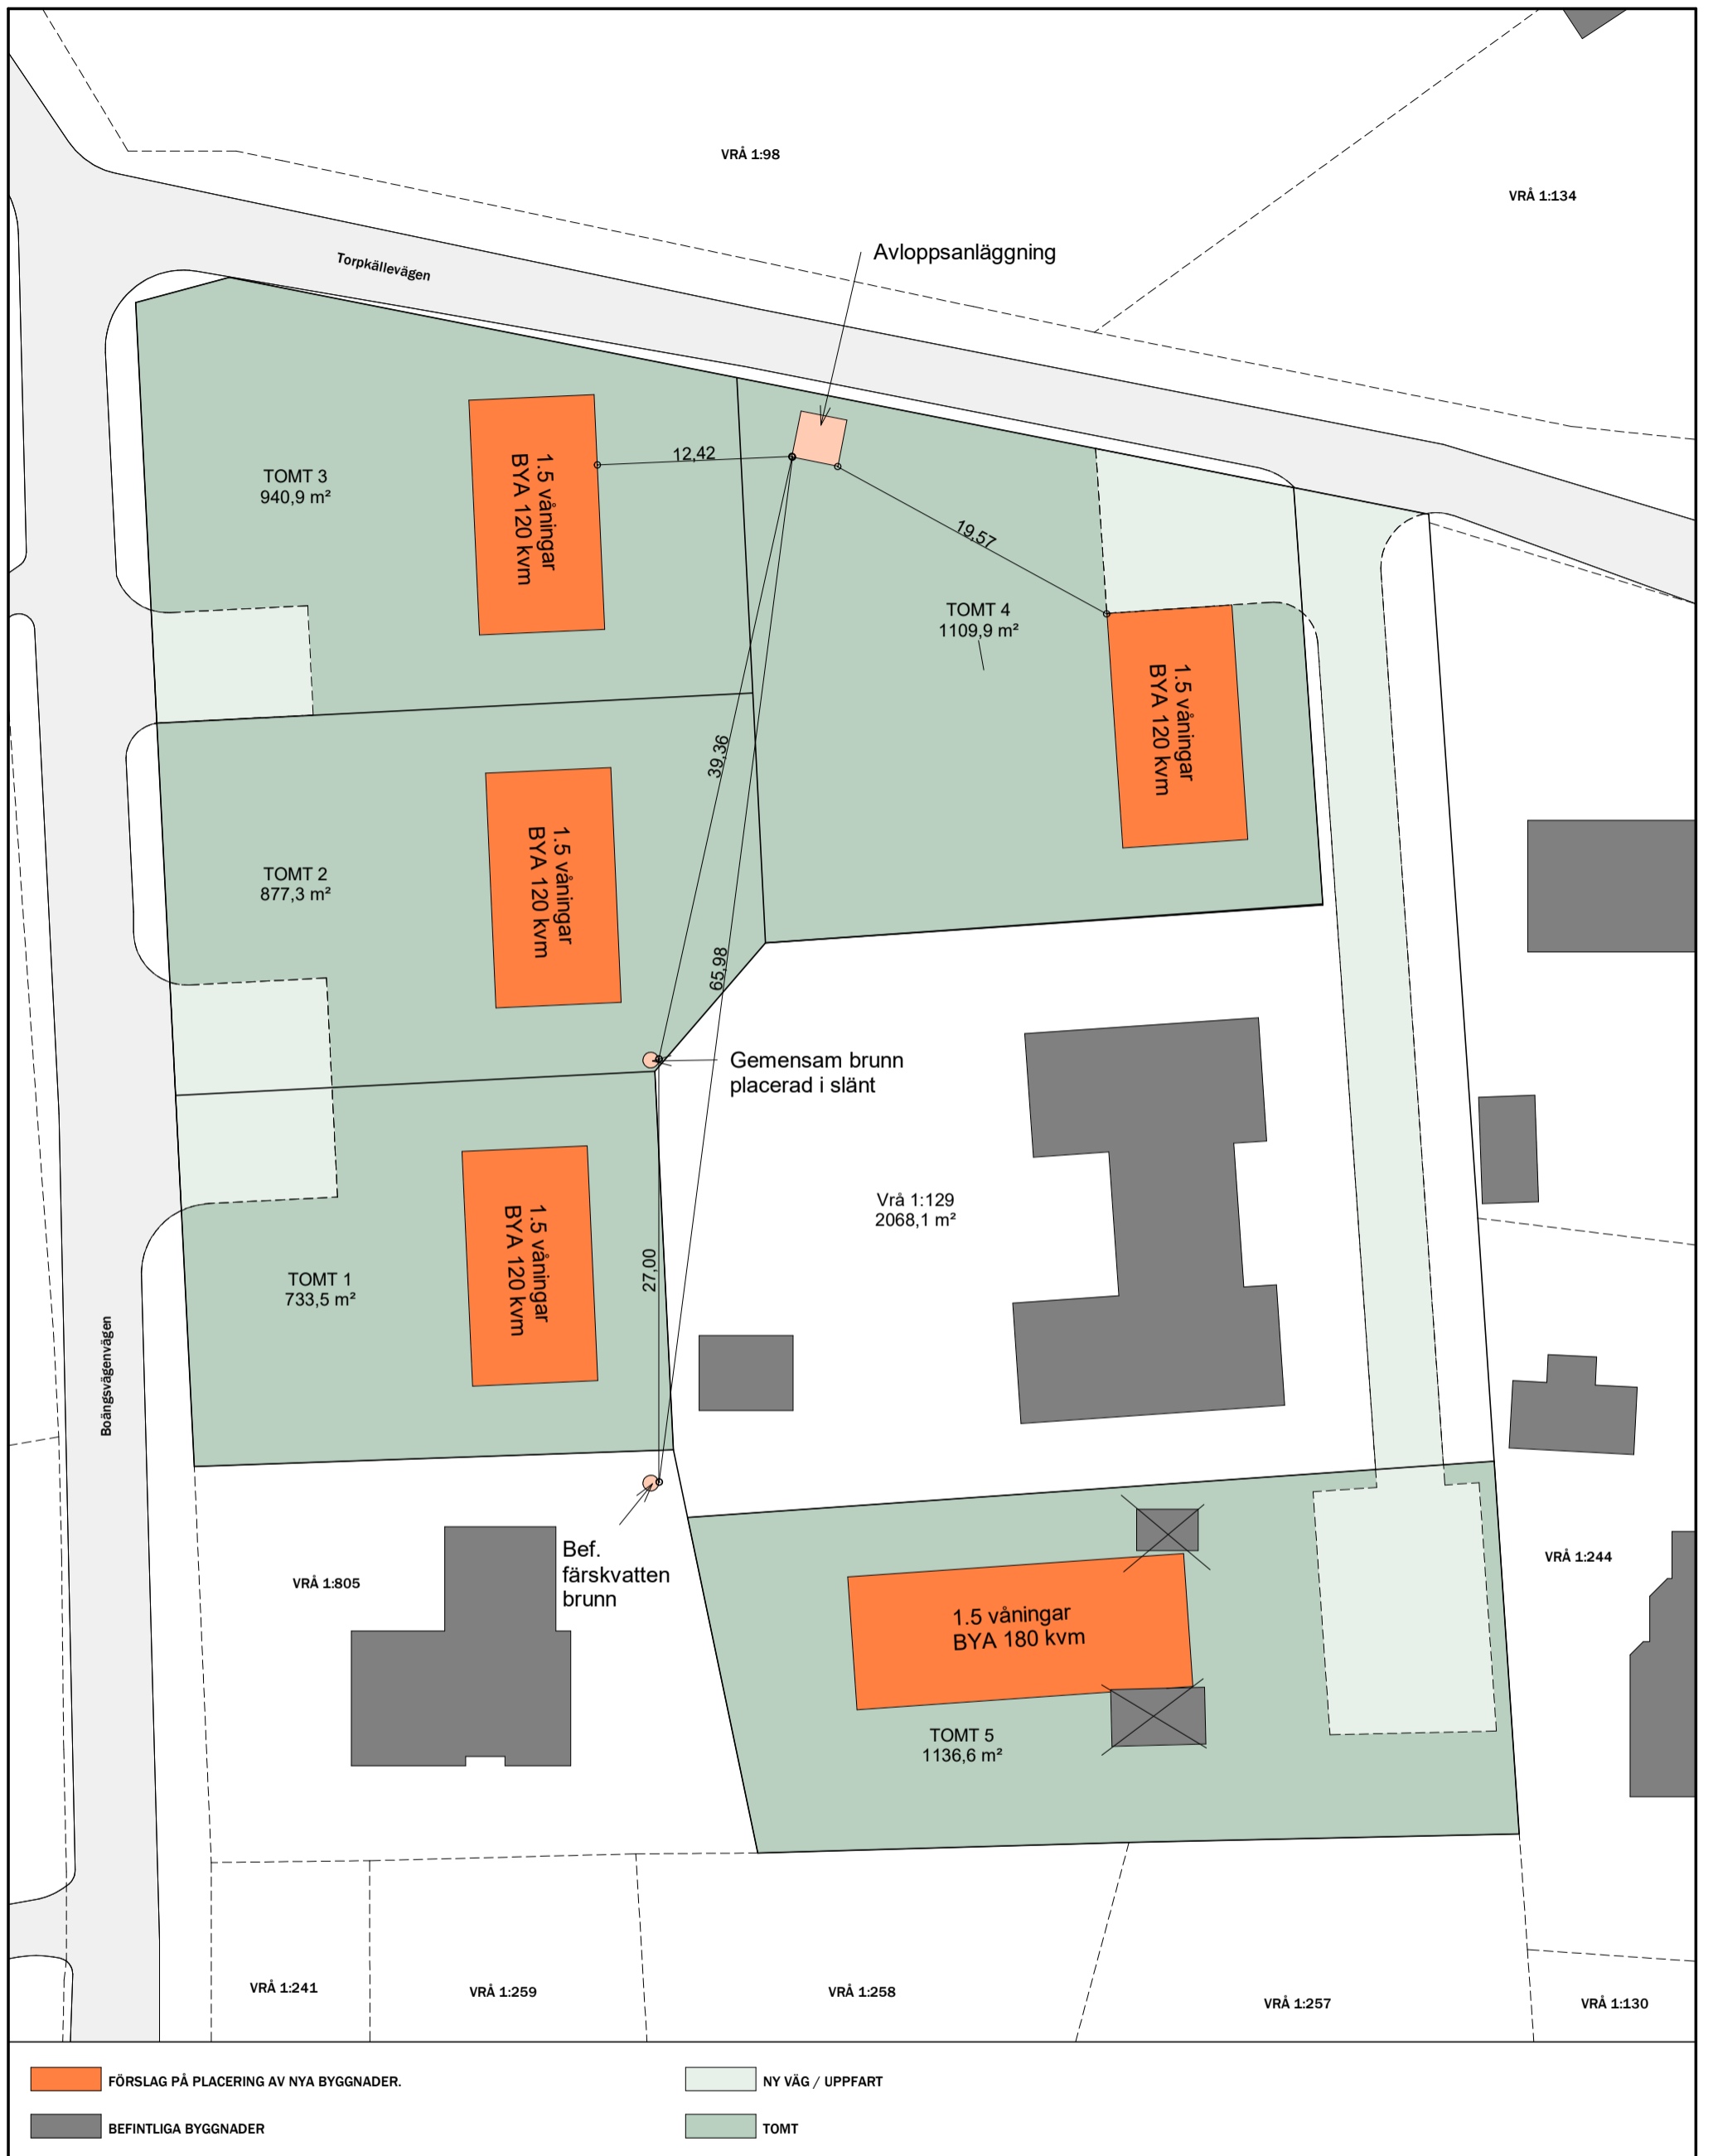 VRÅ 1:98
VRÅ 1:134
Torpkällevägen
Avloppsanläggning
12,42
TOMT 3
940,9 m²
1.5 våningar
BYA 120 kvm
19,57
TOMT 4
1109,9 m²
1.5 våningar
BYA 120 kvm
39,36
TOMT 2
877,3 m²
1.5 våningar
BYA 120 kvm
65,98
Gemensam brunn
placerad i slänt
Vrå 1:129
2068,1 m²
TOMT 1
733,5 m²
1.5 våningar
BYA 120 kvm
27,00
Boängsvägenvägen
Bef.
färskvatten
brunn
VRÅ 1:805
VRÅ 1:244
1.5 våningar
BYA 180 kvm
TOMT 5
1136,6 m²
VRÅ 1:241
VRÅ 1:259
VRÅ 1:258
VRÅ 1:257
VRÅ 1:130
FÖRSLAG PÅ PLACERING AV NYA BYGGNADER.
NY VÄG / UPPFART
BEFINTLIGA BYGGNADER
TOMT